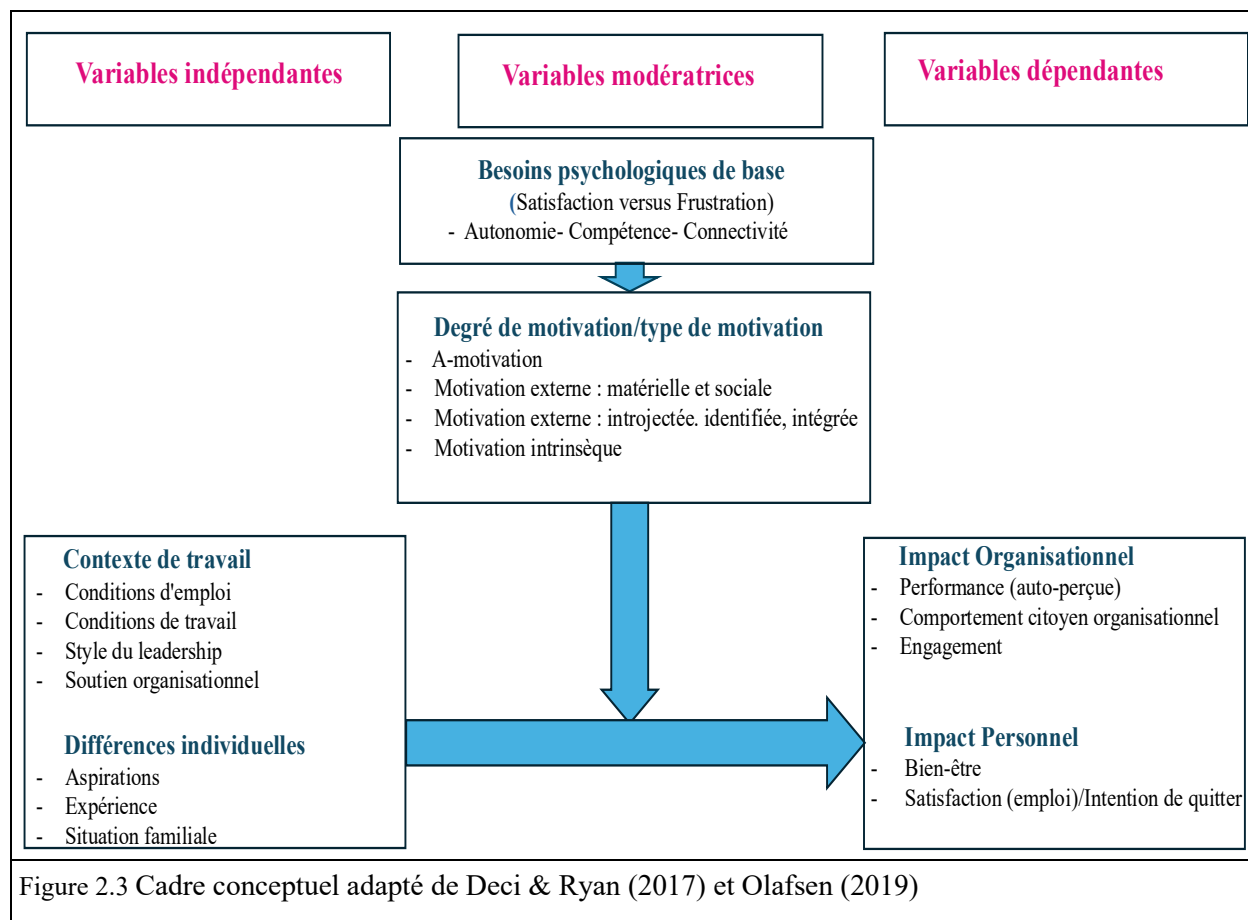 Variables indépendantes
Variables modératrices
Variables dépendantes
Besoins psychologiques de base
(Satisfaction versus Frustration)
- Autonomie- Compétence- Connectivité
Degré de motivation/type de motivation
- A-motivation
- Motivation externe : matérielle et sociale
- Motivation externe : introjectée. identifiée, intégrée
- Motivation intrinsèque
Contexte de travail
- Conditions d'emploi
- Conditions de travail
- Style du leadership
- Soutien organisationnel
Différences individuelles
- Aspirations
- Expérience
- Situation familiale
Impact Organisationnel
- Performance (auto-perçue)
- Comportement citoyen organisationnel
- Engagement
Impact Personnel
- Bien-être
- Satisfaction (emploi)/Intention de quitter
Figure 2.3 Cadre conceptuel adapté de Deci & Ryan (2017) et Olafsen (2019)